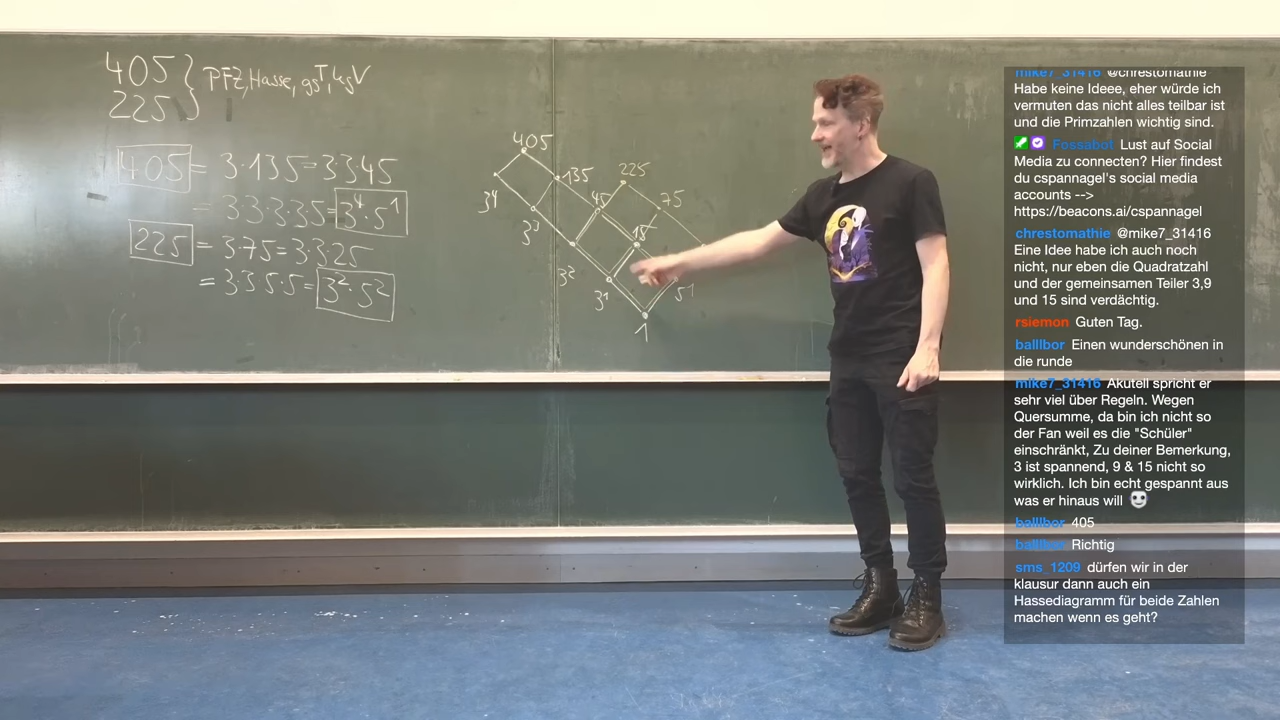 405
225
PFZ, Hasse, ggT, kgV
405 = 3·135=3·3·45
= 3·3·3·3·5=3⁴·5¹
225 = 3·75=3·3·25
= 3·3·5·5=3²·5²
405
135
225
3⁴
45
75
3³
15
3²
3¹
5¹
1
mike7_31416 @chrestomathie
Habe keine Ideee, eher würde ich
vermuten das nicht alles teilbar ist
und die Primzahlen wichtig sind.
Fossabot Lust auf Social
Media zu connecten? Hier findest
du cspannagel's social media
accounts -->
https://beacons.ai/cspannagel
chrestomathie @mike7_31416
Eine Idee habe ich auch noch
nicht, nur eben die Quadratzahl
und der gemeinsamen Teiler 3,9
und 15 sind verdächtig.
rsiemon Guten Tag.
balllbor Einen wunderschönen in
die runde
mike7_31416 Akutell spricht er
sehr viel über Regeln. Wegen
Quersumme, da bin ich nicht so
der Fan weil es die "Schüler"
einschränkt, Zu deiner Bemerkung,
3 ist spannend, 9 & 15 nicht so
wirklich. Ich bin echt gespannt aus
was er hinaus will
balllbor 405
balllbor Richtig
sms_1209 dürfen wir in der
klausur dann auch ein
Hassediagramm für beide Zahlen
machen wenn es geht?